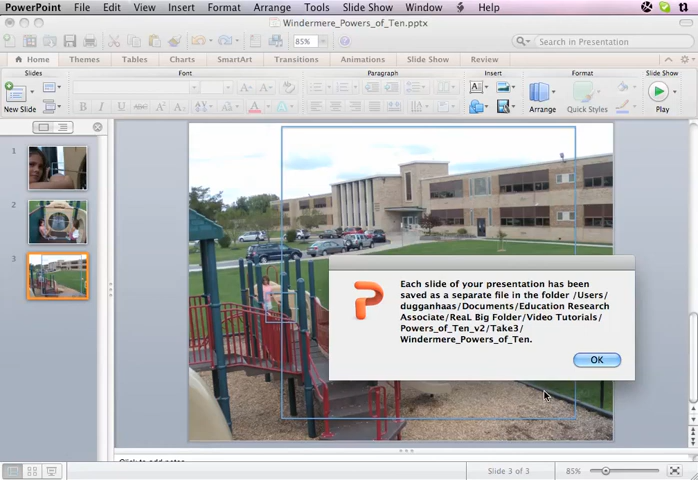 PowerPoint File Edit View Insert Format Arrange Tools Slide Show Window Help
Windermere_Powers_of_Ten.pptx
85% Search in Presentation
Home Themes Tables Charts SmartArt Transitions Animations Slide Show Review
Slides Font Paragraph Insert Format Slide Show
New Slide Arrange Quick Styles Play
1
2
3
Each slide of your presentation has been
saved as a separate file in the folder /Users/
dugganhaas/Documents/Education Research
Associate/ReaL Big Folder/Video Tutorials/
Powers_of_Ten_v2/Take3/
Windermere_Powers_of_Ten.
OK
Click to add notes
Slide 3 of 3 85%